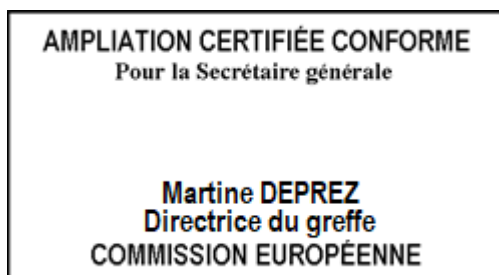 AMPLIATION CERTIFIÉE CONFORME
Pour la Secrétaire générale
Martine DEPREZ
Directrice du greffe
COMMISSION EUROPÉENNE